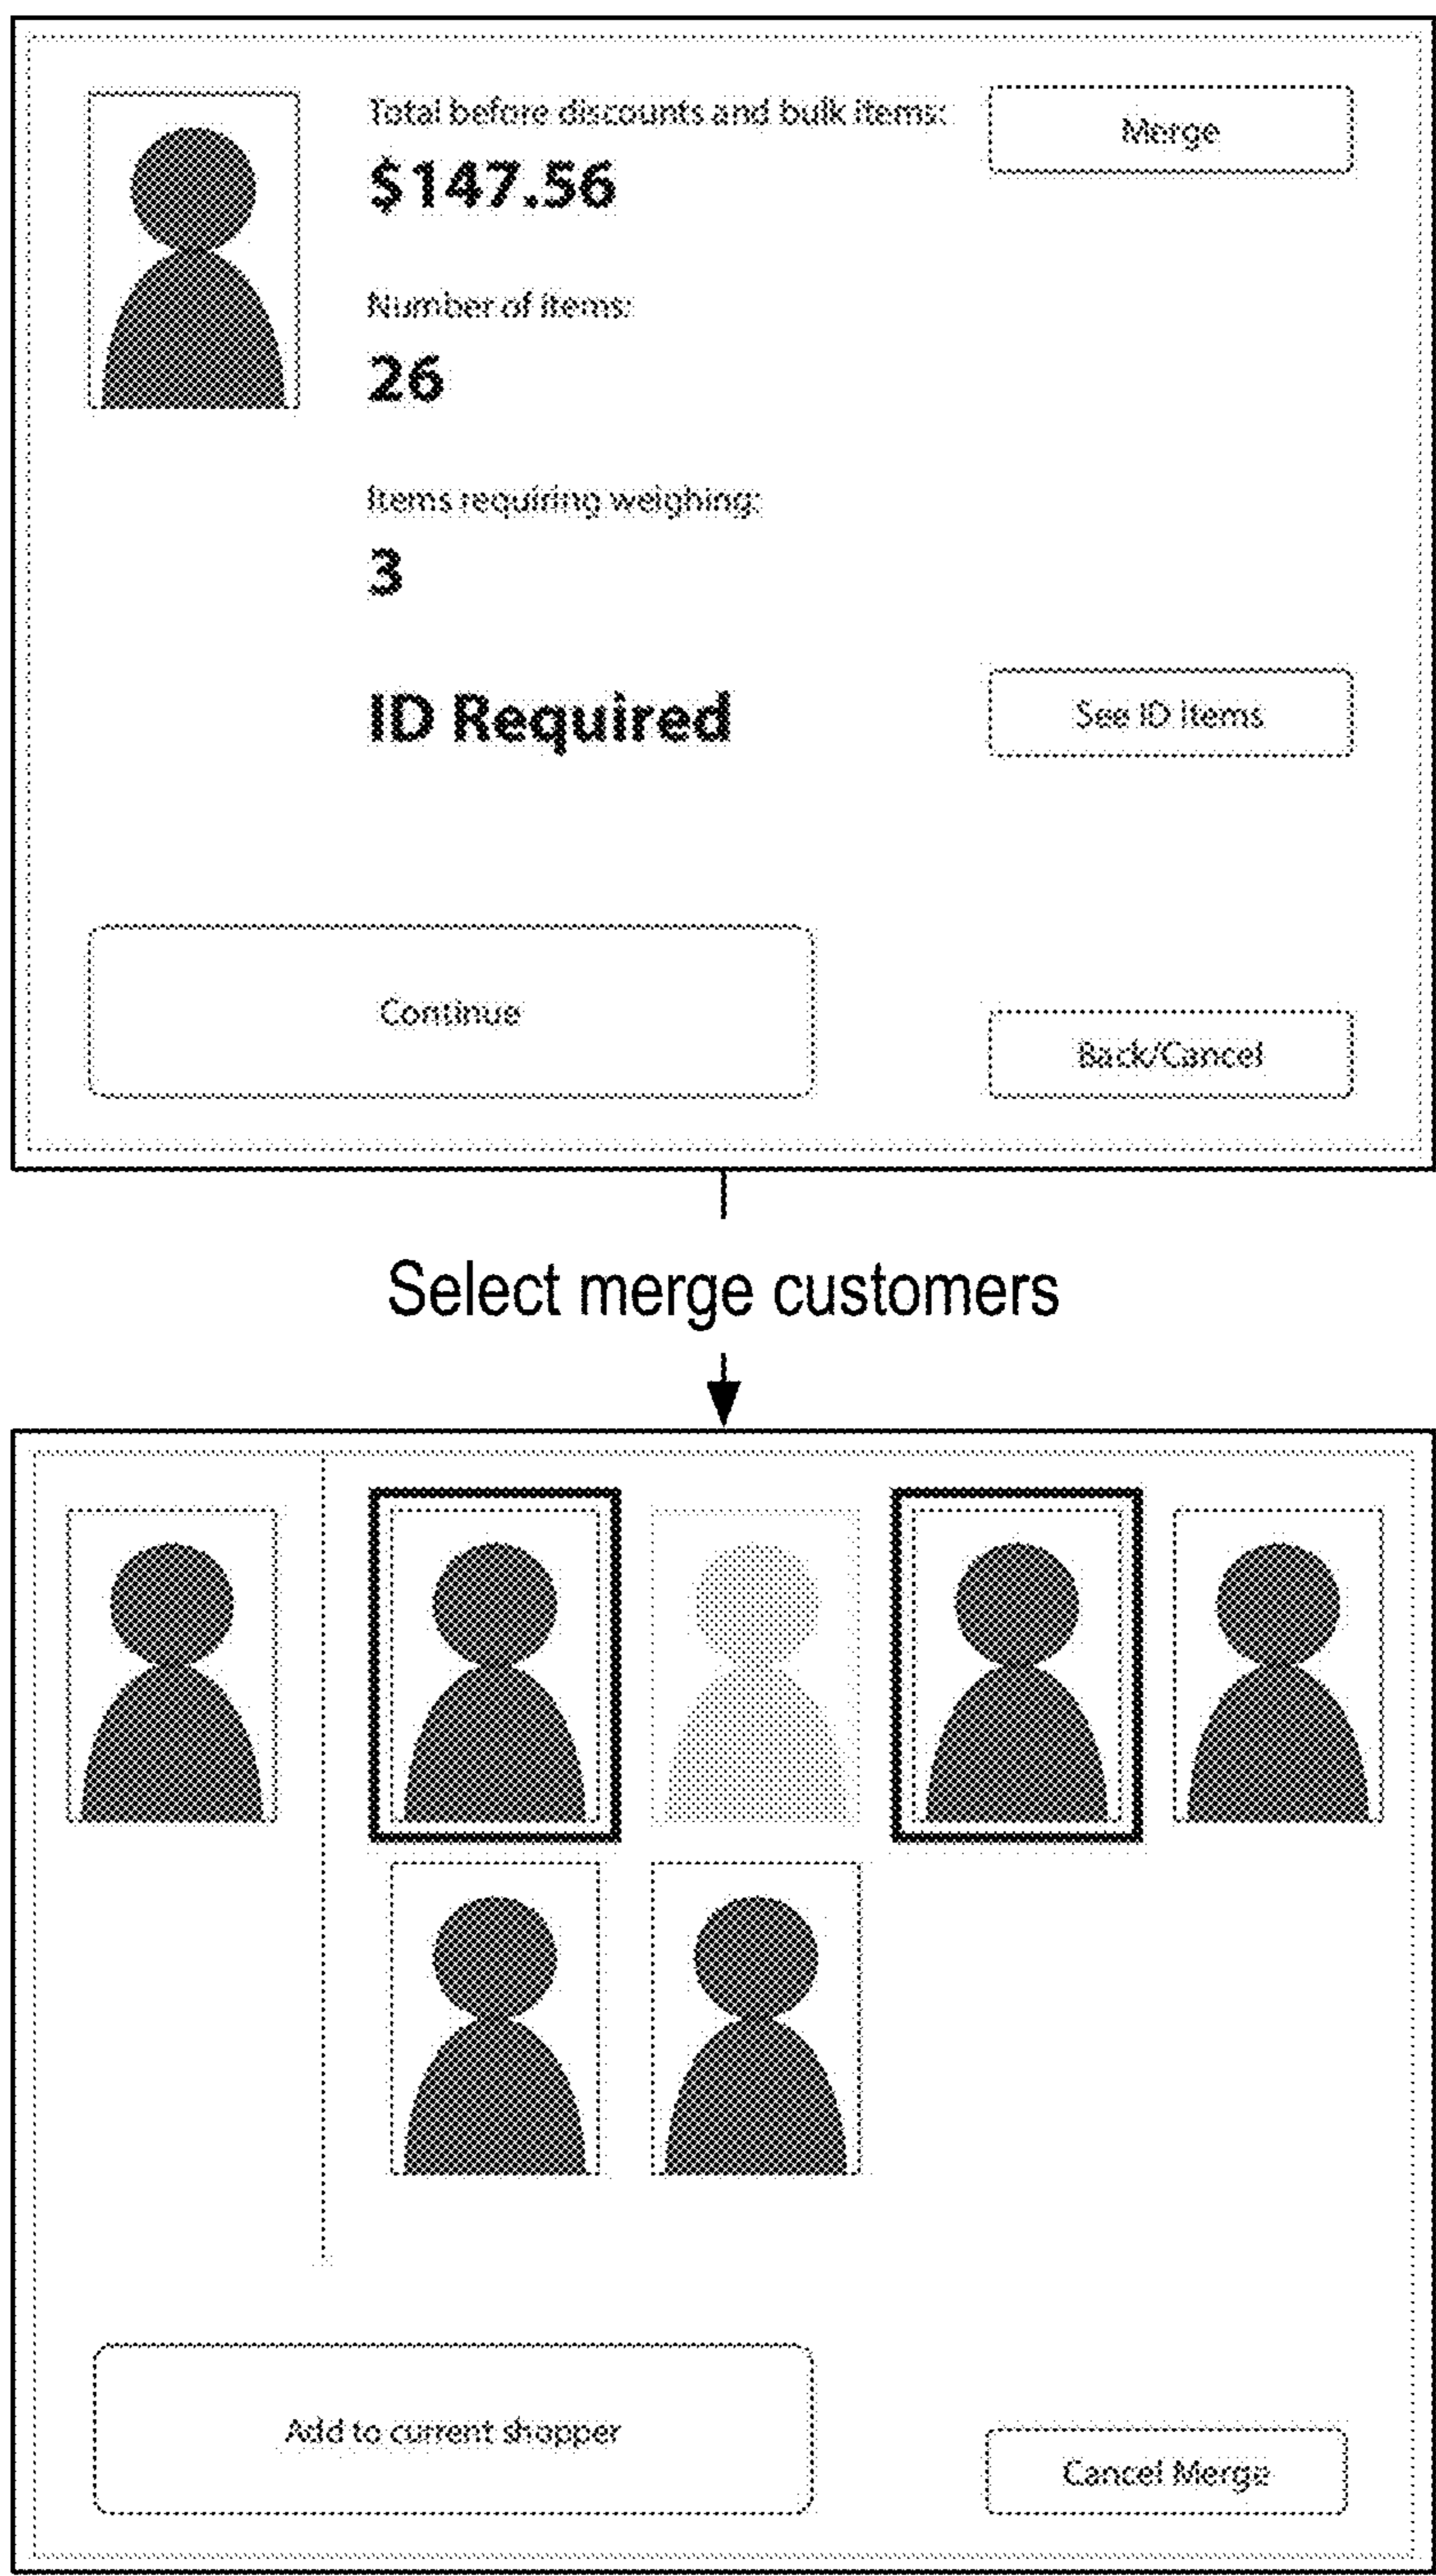 Total before discounts and bulk items:
Merge
$147.56
Number of items:
26
Items requiring weighing:
3
ID Required
See ID items
Continue
Back/Cancel
Select merge customers
Add to current shopper
Cancel Merge